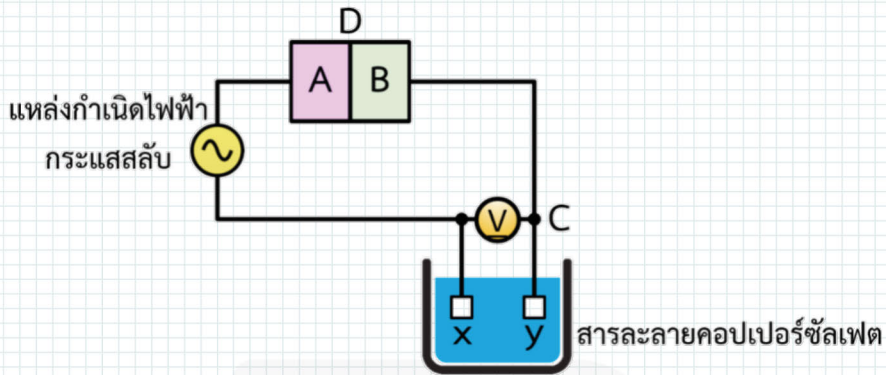 D
A B
แหล่งกำเนิดไฟฟ้า
กระแสสลับ
V C
x y สารละลายคอปเปอร์ซัลเฟต